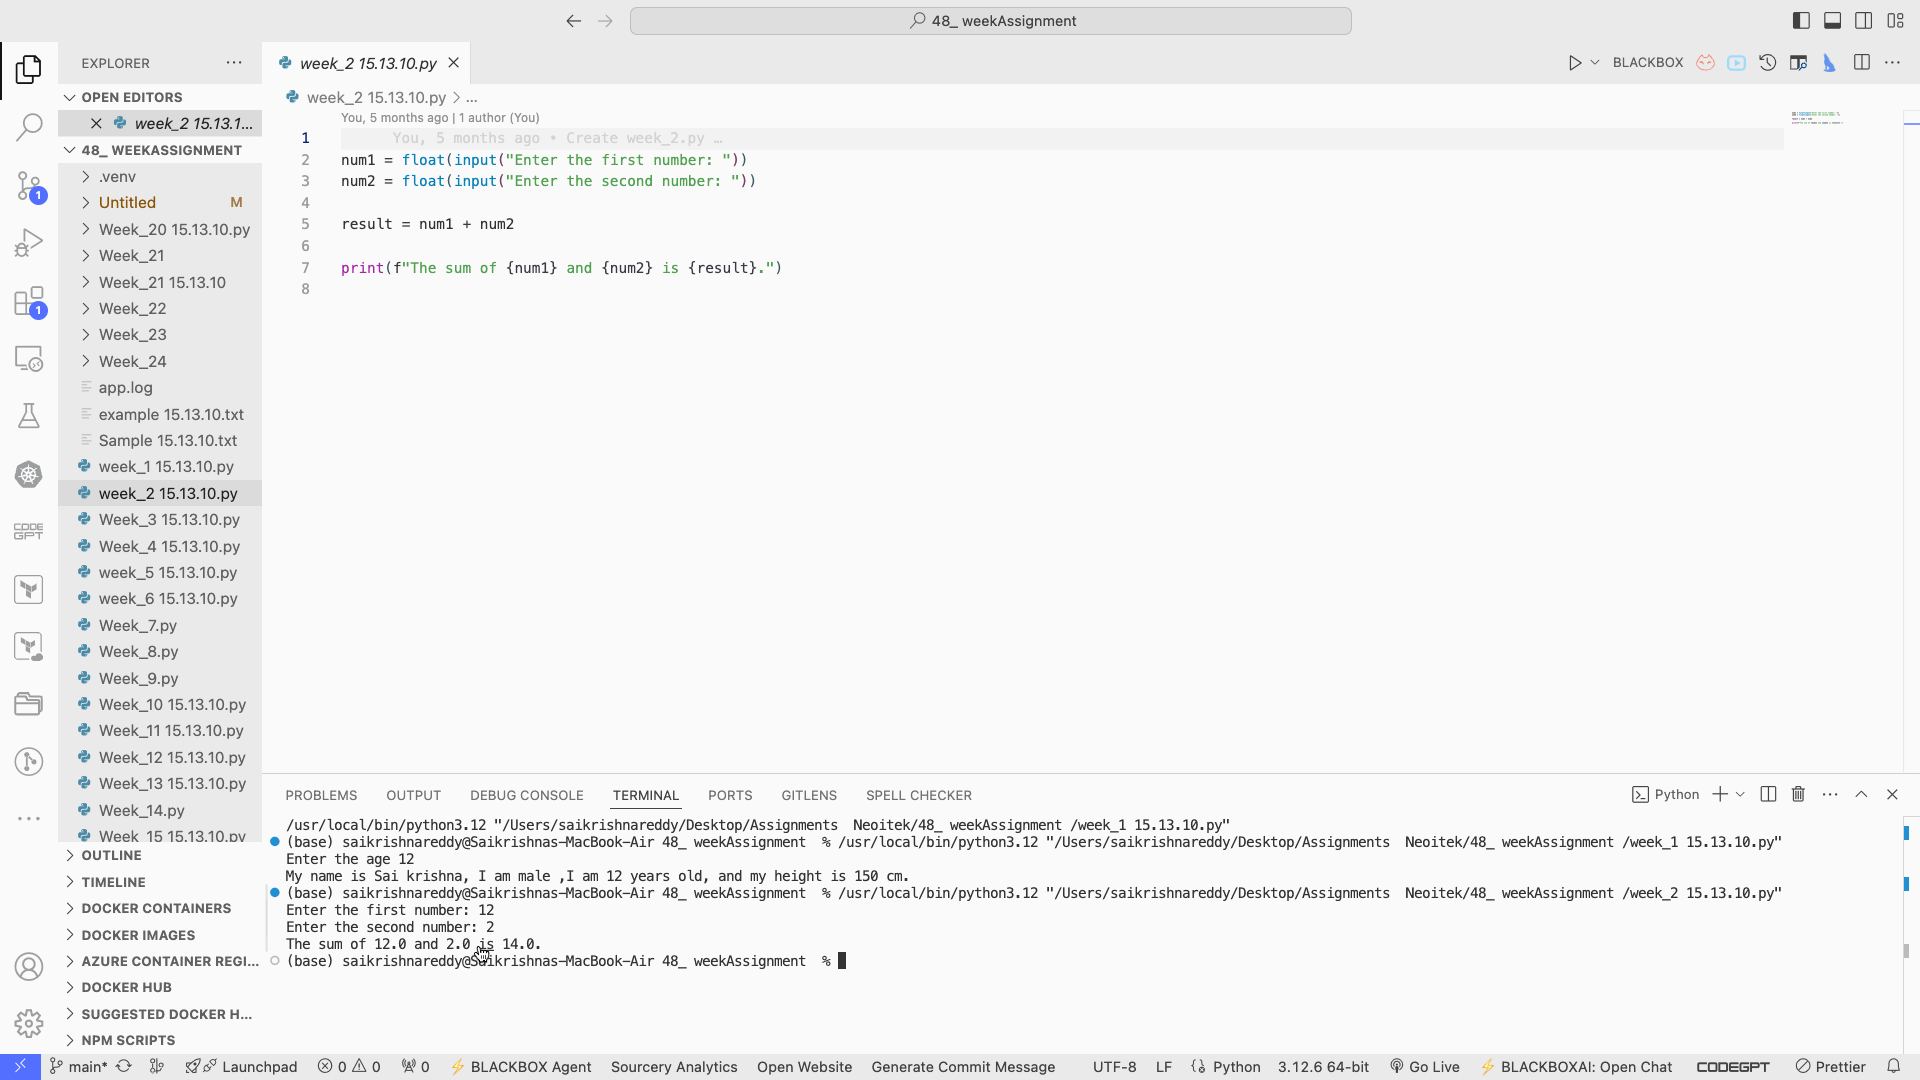 48_ weekAssignment
EXPLORER
week_2 15.13.10.py
BLACKBOX
OPEN EDITORS
week_2 15.13.1...
48_ WEEKASSIGNMENT
.venv
Untitled M
Week_20 15.13.10.py
Week_21
Week_21 15.13.10
Week_22
Week_23
Week_24
app.log
example 15.13.10.txt
Sample 15.13.10.txt
week_1 15.13.10.py
week_2 15.13.10.py
Week_3 15.13.10.py
Week_4 15.13.10.py
week_5 15.13.10.py
week_6 15.13.10.py
Week_7.py
Week_8.py
Week_9.py
Week_10 15.13.10.py
Week_11 15.13.10.py
Week_12 15.13.10.py
Week_13 15.13.10.py
Week_14.py
Week_15 15.13.10.py
OUTLINE
TIMELINE
DOCKER CONTAINERS
DOCKER IMAGES
AZURE CONTAINER REGI...
DOCKER HUB
SUGGESTED DOCKER H...
NPM SCRIPTS
1
1
CODE
GPT
week_2 15.13.10.py > ...
You, 5 months ago | 1 author (You)
1 You, 5 months ago • Create week_2.py …
2 num1 = float(input("Enter the first number: "))
3 num2 = float(input("Enter the second number: "))
4
5 result = num1 + num2
6
7 print(f"The sum of {num1} and {num2} is {result}.")
8
PROBLEMS OUTPUT DEBUG CONSOLE TERMINAL PORTS GITLENS SPELL CHECKER
Python
/usr/local/bin/python3.12 "/Users/saikrishnareddy/Desktop/Assignments  Neoitek/48_ weekAssignment /week_1 15.13.10.py"
(base) saikrishnareddy@Saikrishnas-MacBook-Air 48_ weekAssignment  % /usr/local/bin/python3.12 "/Users/saikrishnareddy/Desktop/Assignments  Neoitek/48_ weekAssignment /week_1 15.13.10.py"
Enter the age 12
My name is Sai krishna, I am male ,I am 12 years old, and my height is 150 cm.
(base) saikrishnareddy@Saikrishnas-MacBook-Air 48_ weekAssignment  % /usr/local/bin/python3.12 "/Users/saikrishnareddy/Desktop/Assignments  Neoitek/48_ weekAssignment /week_2 15.13.10.py"
Enter the first number: 12
Enter the second number: 2
The sum of 12.0 and 2.0 is 14.0.
(base) saikrishnareddy@Saikrishnas-MacBook-Air 48_ weekAssignment  %
main* Launchpad 0 0 0 BLACKBOX Agent Sourcery Analytics Open Website Generate Commit Message UTF-8 LF Python 3.12.6 64-bit Go Live BLACKBOXAI: Open Chat CODEGPT Prettier